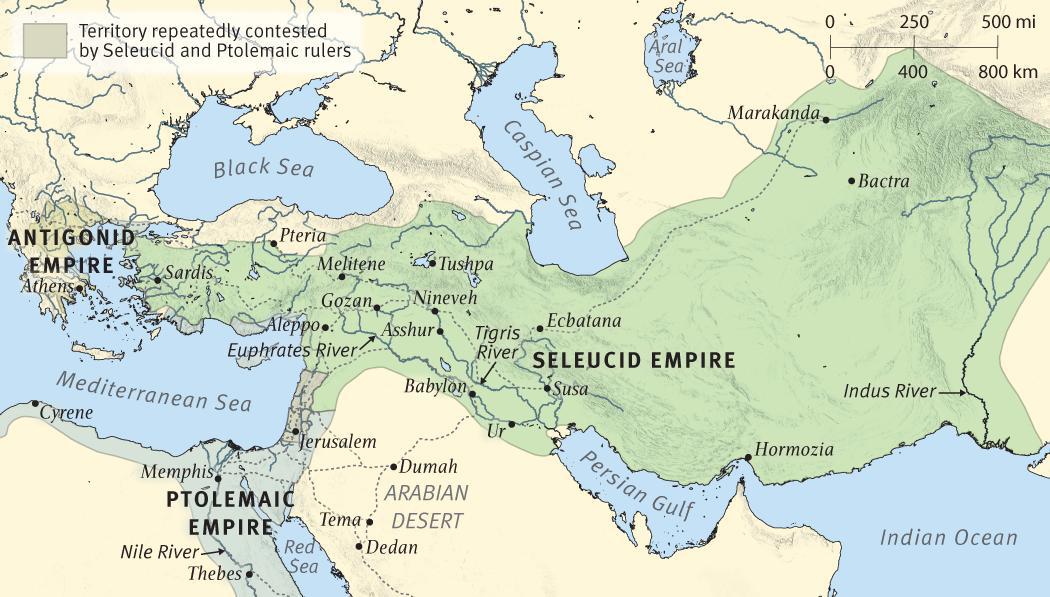 Territory repeatedly contested
by Seleucid and Ptolemaic rulers
0 250 500 mi
0 400 800 km
Aral
Sea
Marakanda
Caspian Sea
Black Sea
Bactra
ANTIGONID
EMPIRE
Athens
Pteria
Sardis
Melitene
Tushpa
Gozan
Nineveh
Aleppo
Asshur
Ecbatana
Euphrates River
Tigris
River
SELEUCID EMPIRE
Mediterranean Sea
Babylon
Susa
Indus River
Cyrene
Ur
Jerusalem
Hormozia
Memphis
Dumah
Persian Gulf
PTOLEMAIC
EMPIRE
ARABIAN
DESERT
Tema
Indian Ocean
Nile River
Red
Sea
Dedan
Thebes